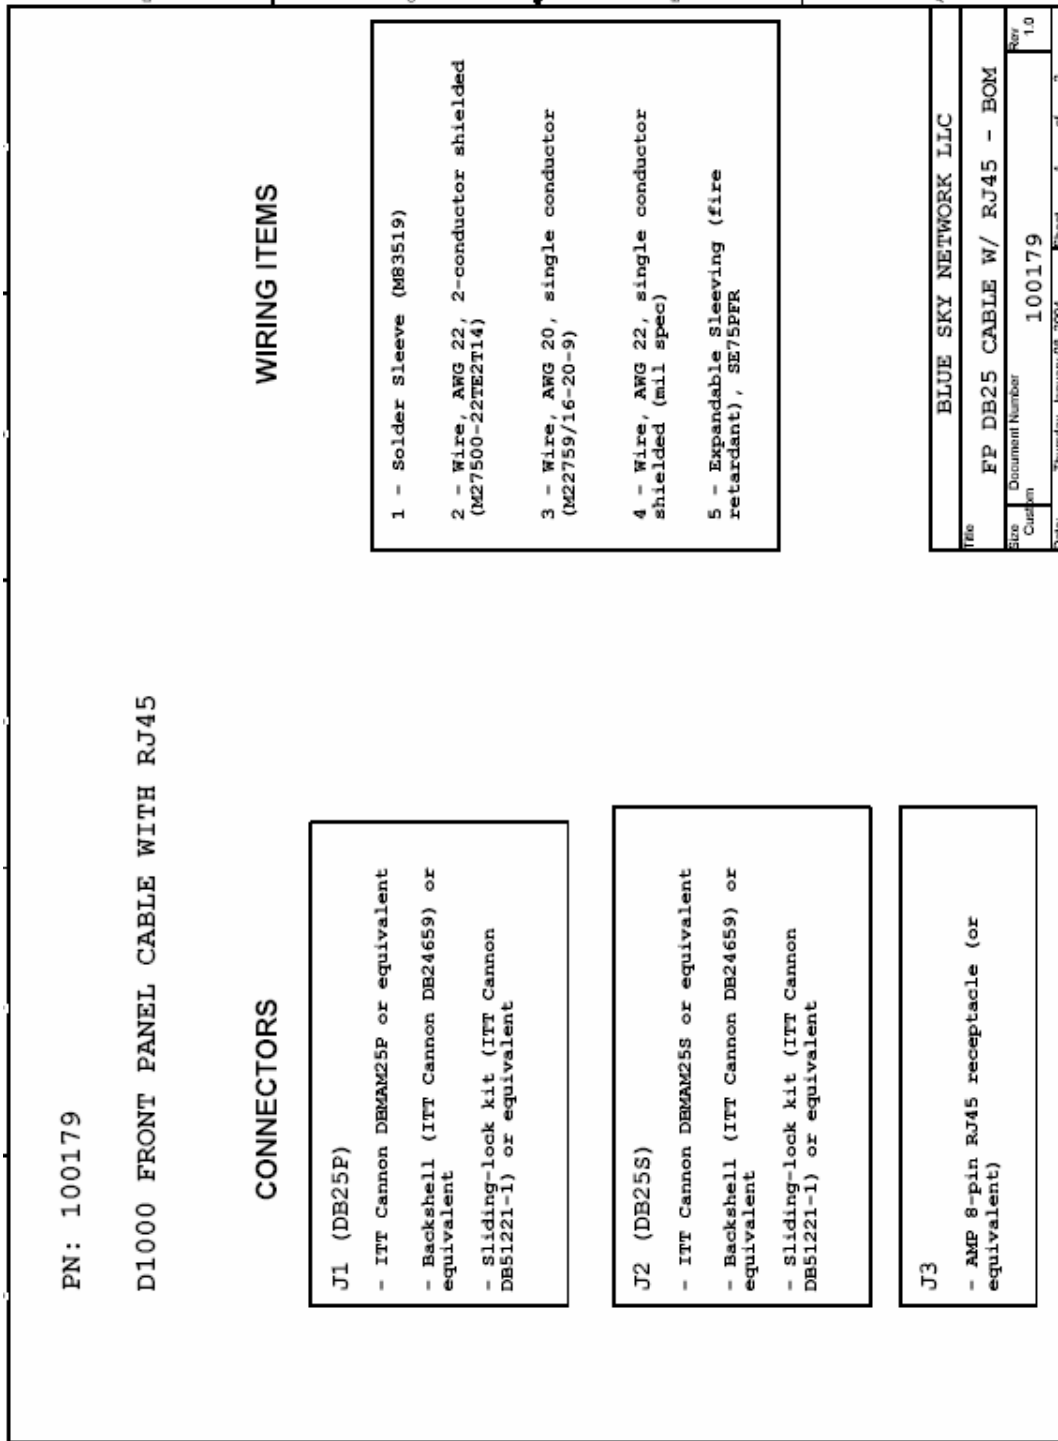 PN: 100179
D1000 FRONT PANEL CABLE WITH RJ45
CONNECTORS
J1 (DB25P)
- ITT Cannon DBMAM25P or equivalent
- Backshell (ITT Cannon DB24659) or
equivalent
- Sliding-lock kit (ITT Cannon
DB51221-1) or equivalent
J2 (DB25S)
- ITT Cannon DBMAM25S or equivalent
- Backshell (ITT Cannon DB24659) or
equivalent
- Sliding-lock kit (ITT Cannon
DB51221-1) or equivalent
J3
- AMP 8-pin RJ45 receptacle (or
equivalent)
WIRING ITEMS
1 - Solder Sleeve (M83519)
2 - Wire, AWG 22, 2-conductor shielded
(M27500-22TE2T14)
3 - Wire, AWG 20, single conductor
(M22759/16-20-9)
4 - Wire, AWG 22, single conductor
shielded (mil spec)
5 - Expandable Sleeving (fire
retardant), SE75PFR
BLUE SKY NETWORK LLC
Title
FP DB25 CABLE W/ RJ45 - BOM
Size
Custom
Document Number
100179
Rev
1.0